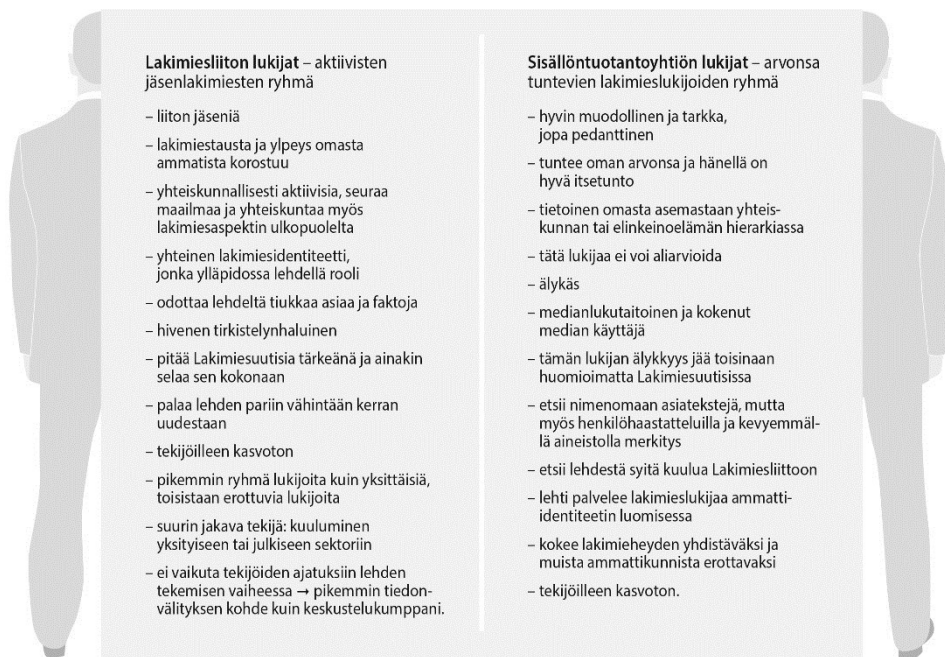 Lakimiesliiton lukijat – aktiivisten
jäsenlakimiesten ryhmä
– liiton jäseniä
– lakimiestausta ja ylpeys omasta
ammatista korostuu
– yhteiskunnallisesti aktiivisia, seuraa
maailmaa ja yhteiskuntaa myös
lakimiesaspektin ulkopuolelta
– yhteinen lakimiesidentiteetti,
jonka ylläpidossa lehdellä rooli
– odottaa lehdeltä tiukkaa asiaa ja faktoja
– hivenen tirkistelynhaluinen
– pitää Lakimiesuutisia tärkeänä ja ainakin
selaa sen kokonaan
– palaa lehden pariin vähintään kerran
uudestaan
– tekijöilleen kasvoton
– pikemmin ryhmä lukijoita kuin yksittäisiä,
toisistaan erottuvia lukijoita
– suurin jakava tekijä: kuuluminen
yksityiseen tai julkiseen sektoriin
– ei vaikuta tekijöiden ajatuksiin lehden
tekemisen vaiheessa → pikemmin tiedon-
välityksen kohde kuin keskustelukumppani.
Sisällöntuotantoyhtiön lukijat – arvonsa
tuntevien lakimieslukijoiden ryhmä
– hyvin muodollinen ja tarkka,
jopa pedanttinen
– tuntee oman arvonsa ja hänellä on
hyvä itsetunto
– tietoinen omasta asemastaan yhteis-
kunnan tai elinkeinoelämän hierarkiassa
– tätä lukijaa ei voi aliarvioida
– älykäs
– medianlukutaitoinen ja kokenut
median käyttäjä
– tämän lukijan älykkyys jää toisinaan
huomioimatta Lakimiesuutisissa
– etsii nimenomaan asiatekstejä, mutta
myös henkilöhaastatteluilla ja kevyemmäl-
lä aineistolla merkitys
– etsii lehdestä syitä kuulua Lakimiesliittoon
– lehti palvelee lakimieslukijaa ammatti-
identiteetin luomisessa
– kokee lakimieheyden yhdistäväksi ja
muista ammattikunnista erottavaksi
– tekijöilleen kasvoton.